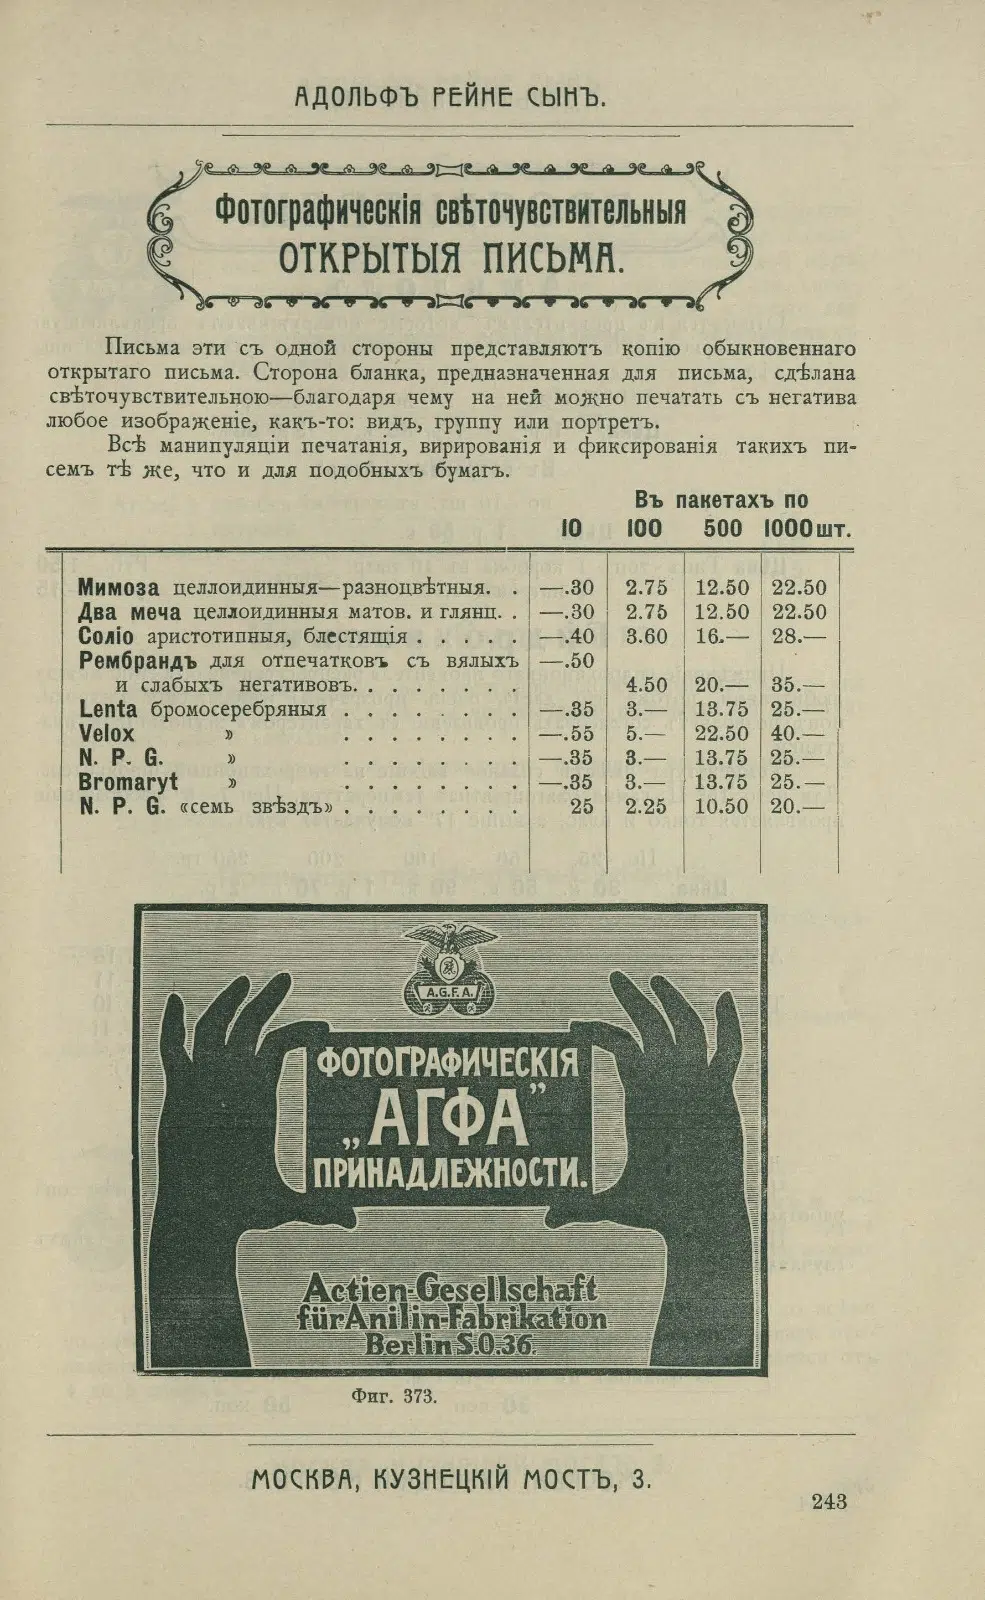 АДОЛЬФЪ РЕЙНЕ СЫНЪ.
Фотографическія свѣточувствительныя
ОТКРЫТЫЯ ПИСЬМА.
Письма эти съ одной стороны представляютъ копію обыкновеннаго
открытаго письма. Сторона бланка, предназначенная для письма, сдѣлана
свѣточувствительною—благодаря чему на ней можно печатать съ негатива
любое изображеніе, какъ-то: видъ, группу или портретъ.
Всѣ манипуляціи печатанія, вирированія и фиксированія такихъ пи-
семъ тѣ же, что и для подобныхъ бумагъ.
Въ пакетахъ по
10 100 500 1000 шт.
Мимоза целлоидинныя—разноцвѣтныя. . —.30 2.75 12.50 22.50
Два меча целлоидинныя матов. и глянц. . —.30 2.75 12.50 22.50
Соліо аристотипныя, блестящія . . . . . —.40 3.60 16.— 28.—
Рембрандъ для отпечатковъ съ вялыхъ —.50
и слабыхъ негативовъ. . . . . . . . 4.50 20.— 35.—
Lenta бромосеребряныя . . . . . . . . —.35 3.— 13.75 25.—
Velox » . . . . . . . . —.55 5.— 22.50 40.—
N. P. G. » . . . . . . . . —.35 3.— 13.75 25.—
Bromaryt » . . . . . . . . —.35 3.— 13.75 25.—
N. P. G. «семь звѣздъ» . . . . . . . . 25 2.25 10.50 20.—
A.G.F.A.
ФОТОГРАФИЧЕСКІЯ
„АГФА”
ПРИНАДЛЕЖНОСТИ.
Actien-Gesellschaft
für Anilin-Fabrikation
Berlin S.O.36.
Фиг. 373.
МОСКВА, КУЗНЕЦКІЙ МОСТЪ, 3.
243